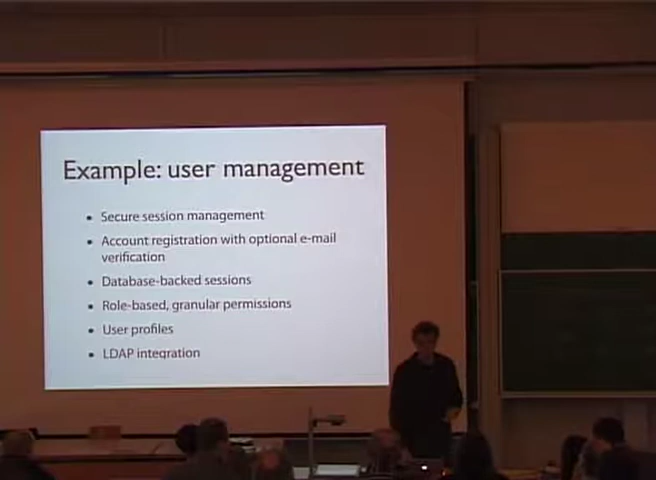 Example: user management
• Secure session management
• Account registration with optional e-mail
verification
• Database-backed sessions
• Role-based, granular permissions
• User profiles
• LDAP integration